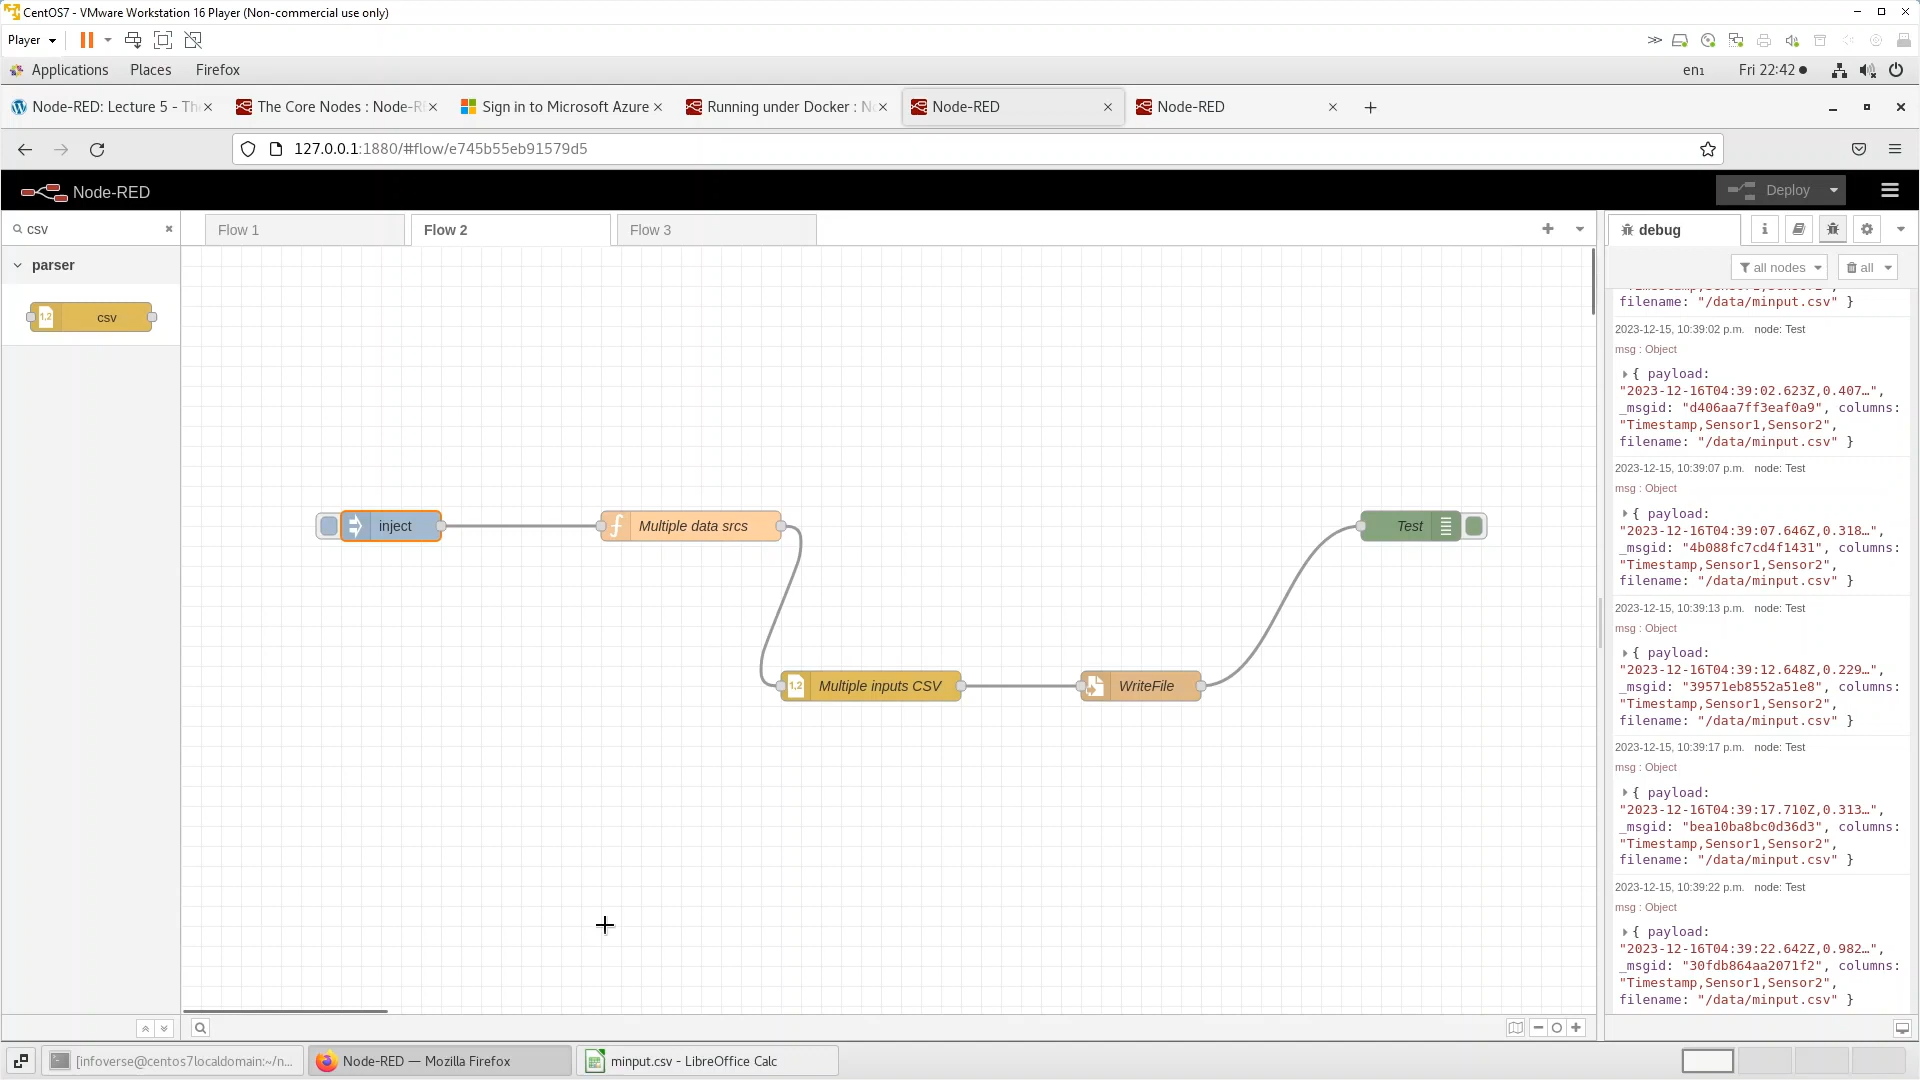 CentOS7 - VMware Workstation 16 Player (Non-commercial use only)
Player
Applications Places Firefox
en1 Fri 22:42
Node-RED: Lecture 5 - Th
The Core Nodes : Node-R
Sign in to Microsoft Azure
Running under Docker : N
Node-RED
Node-RED
127.0.0.1:1880/#flow/e745b55eb91579d5
Node-RED
Deploy
csv
Flow 1
Flow 2
Flow 3
debug
parser
all nodes
all
csv
1,2
filename: "/data/minput.csv" }
2023-12-15, 10:39:02 p.m. node: Test
msg : Object
{ payload:
"2023-12-16T04:39:02.623Z,0.407…",
_msgid: "d406aa7ff3eaf0a9", columns:
"Timestamp,Sensor1,Sensor2",
filename: "/data/minput.csv" }
2023-12-15, 10:39:07 p.m. node: Test
msg : Object
{ payload:
"2023-12-16T04:39:07.646Z,0.318…",
_msgid: "4b088fc7cd4f1431", columns:
"Timestamp,Sensor1,Sensor2",
filename: "/data/minput.csv" }
2023-12-15, 10:39:13 p.m. node: Test
msg : Object
{ payload:
"2023-12-16T04:39:12.648Z,0.229…",
_msgid: "39571eb8552a51e8", columns:
"Timestamp,Sensor1,Sensor2",
filename: "/data/minput.csv" }
2023-12-15, 10:39:17 p.m. node: Test
msg : Object
{ payload:
"2023-12-16T04:39:17.710Z,0.313…",
_msgid: "bea10ba8bc0d36d3", columns:
"Timestamp,Sensor1,Sensor2",
filename: "/data/minput.csv" }
2023-12-15, 10:39:22 p.m. node: Test
msg : Object
{ payload:
"2023-12-16T04:39:22.642Z,0.982…",
_msgid: "30fdb864aa2071f2", columns:
"Timestamp,Sensor1,Sensor2",
filename: "/data/minput.csv" }
inject
Multiple data srcs
Test
1,2
Multiple inputs CSV
WriteFile
[infoverse@centos7localdomain:~/n...
Node-RED — Mozilla Firefox
minput.csv - LibreOffice Calc